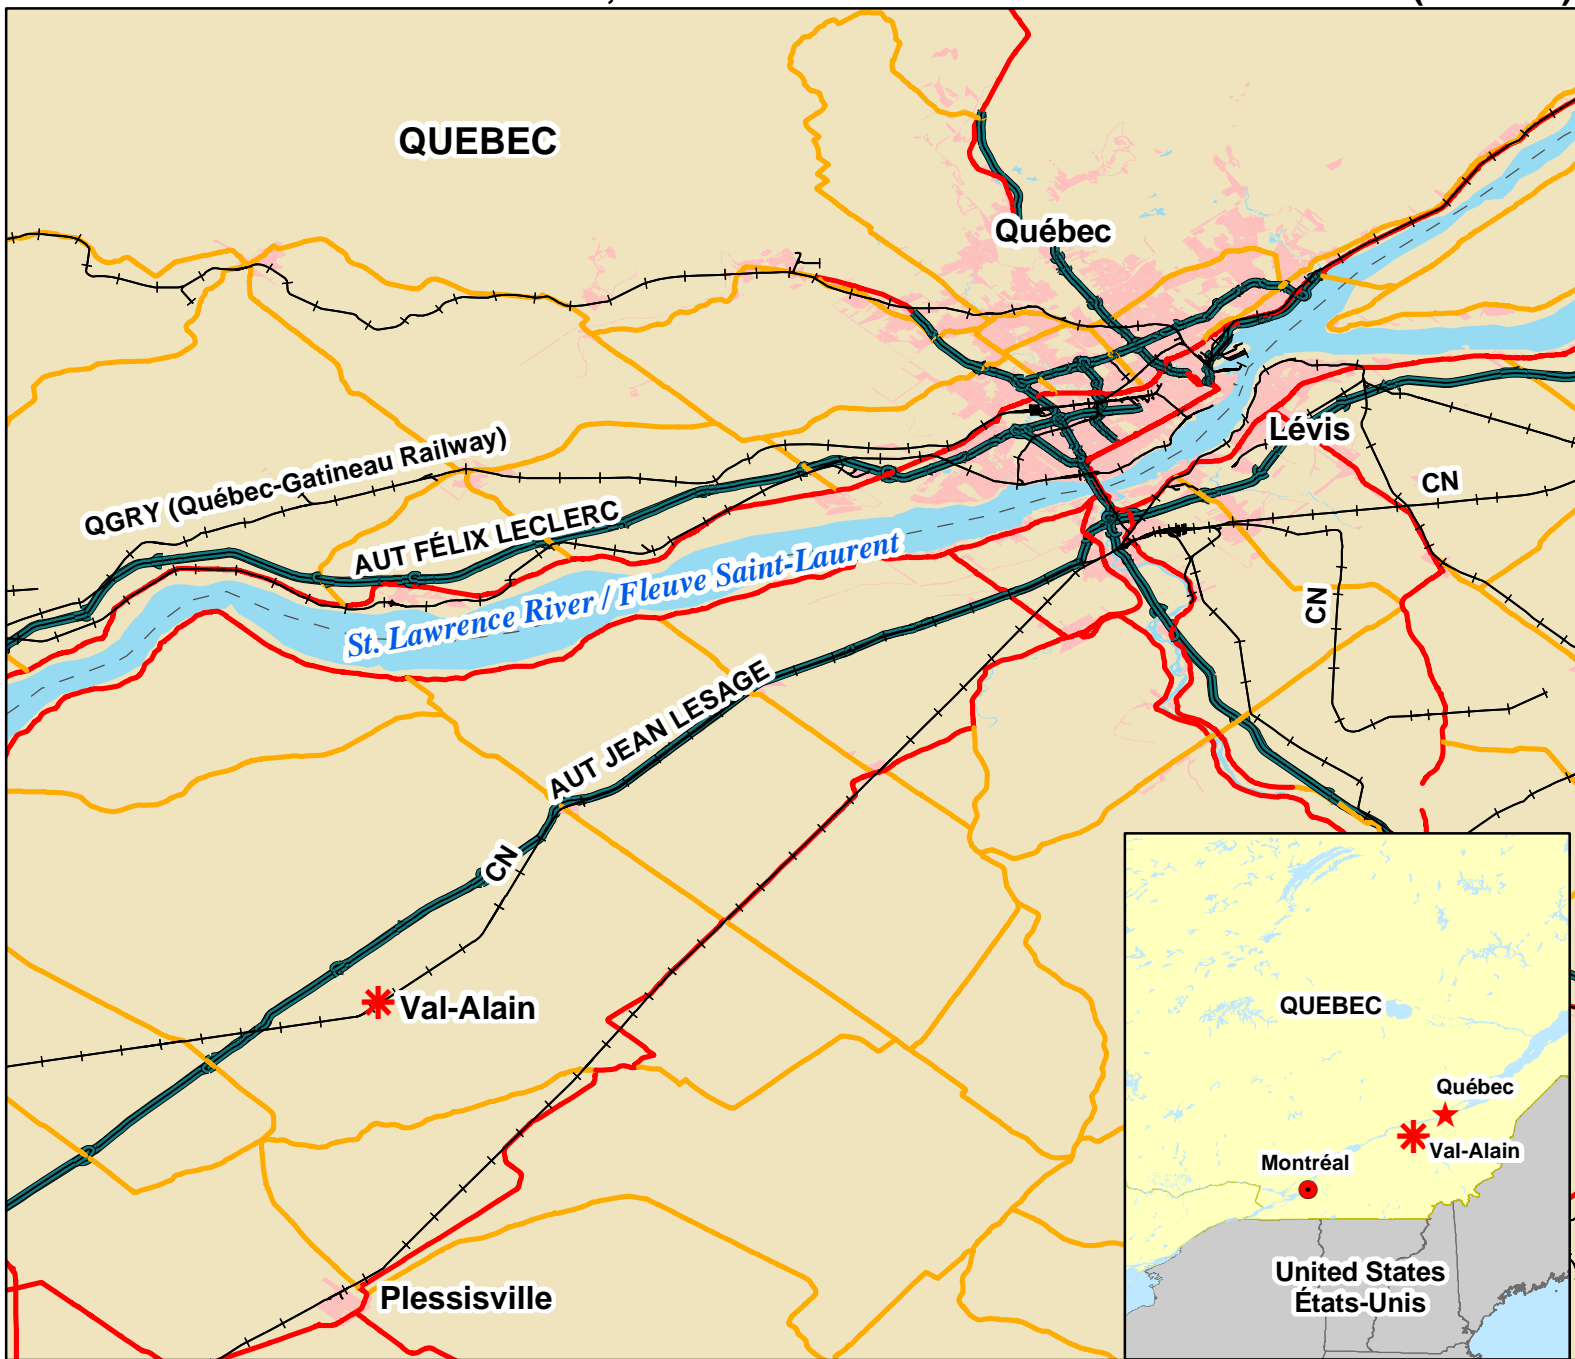 QUEBEC
Québec
Lévis
CN
QGRY (Québec-Gatineau Railway)
AUT FÉLIX LECLERC
St. Lawrence River / Fleuve Saint-Laurent
CN
AUT JEAN LESAGE
CN
Val-Alain
Plessisville
QUEBEC
Québec
Val-Alain
Montréal
United States
États-Unis